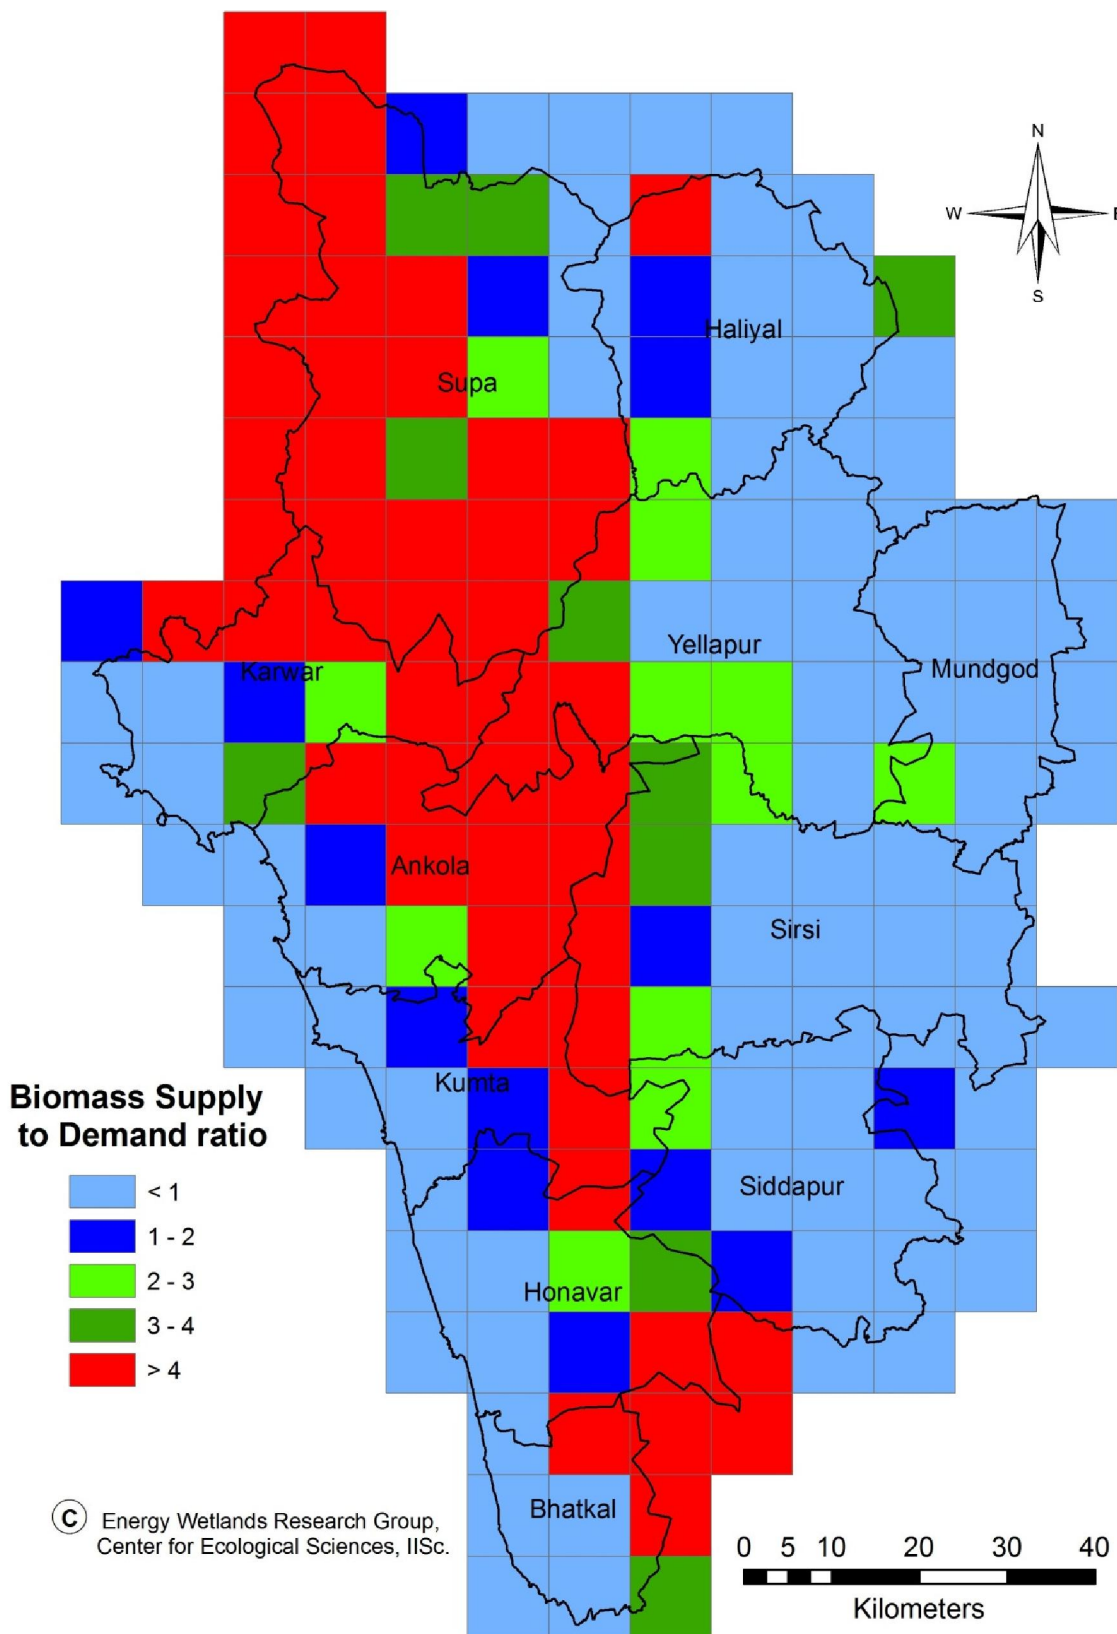 N
W E
S
Haliyal
Supa
Yellapur
Karwar
Mundgod
Ankola
Sirsi
Kumta
Biomass Supply
to Demand ratio
Siddapur
< 1
1 - 2
2 - 3
Honavar
3 - 4
> 4
Bhatkal
C Energy Wetlands Research Group,
Center for Ecological Sciences, IISc.
0 5 10 20 30 40
Kilometers